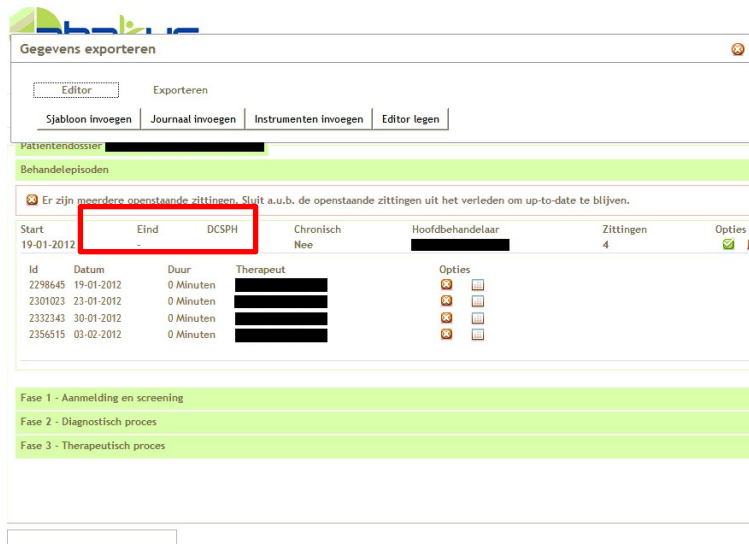 Gegevens exporteren
Editor Exporteren
Sjabloon invoegen Journaal invoegen Instrumenten invoegen Editor legen
Patientendossier
Behandelepisoden
Er zijn meerdere openstaande zittingen. Sluit a.u.b. de openstaande zittingen uit het verleden om up-to-date te blijven.
Start Eind DCSPH Chronisch Hoofdbehandelaar Zittingen Opties
19-01-2012 - Nee 4
Id Datum Duur Therapeut Opties
2298645 19-01-2012 0 Minuten
2301023 23-01-2012 0 Minuten
2332343 30-01-2012 0 Minuten
2356515 03-02-2012 0 Minuten
Fase 1 - Aanmelding en screening
Fase 2 - Diagnostisch proces
Fase 3 - Therapeutisch proces